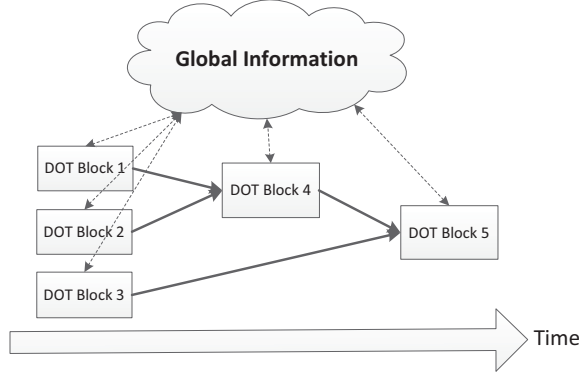 Global Information
DOT Block 1
DOT Block 4
DOT Block 2
DOT Block 5
DOT Block 3
Time